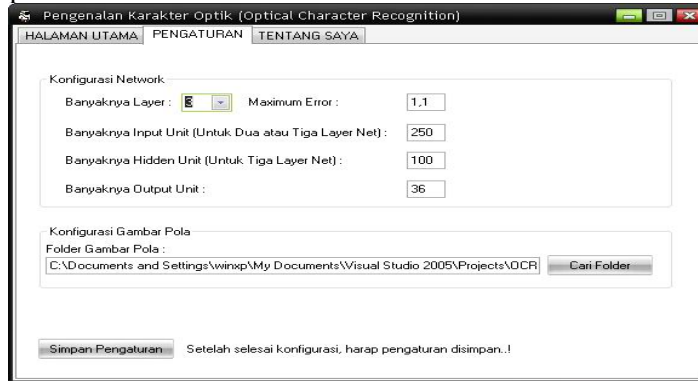 Pengenalan Karakter Optik (Optical Character Recognition)
HALAMAN UTAMA PENGATURAN TENTANG SAYA
Konfigurasi Network
Banyaknya Layer : 3 Maximum Error : 1,1
Banyaknya Input Unit (Untuk Dua atau Tiga Layer Net) : 250
Banyaknya Hidden Unit (Untuk Tiga Layer Net) : 100
Banyaknya Output Unit : 36
Konfigurasi Gambar Pola
Folder Gambar Pola :
C:\Documents and Settings\winxp\My Documents\Visual Studio 2005\Projects\OCR Cari Folder
Simpan Pengaturan Setelah selesai konfigurasi, harap pengaturan disimpan..!